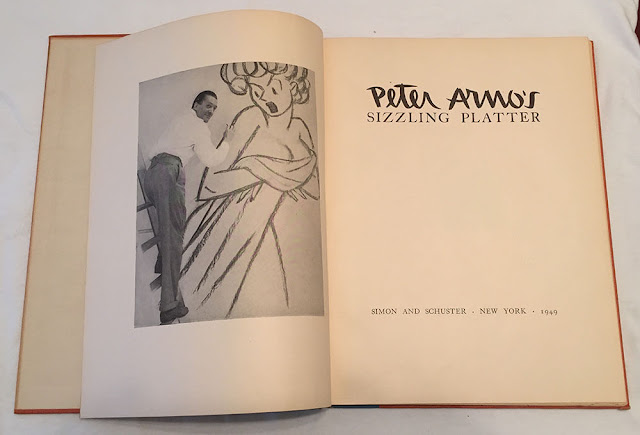 Peter Arno's
SIZZLING PLATTER
SIMON AND SCHUSTER · NEW YORK · 1949